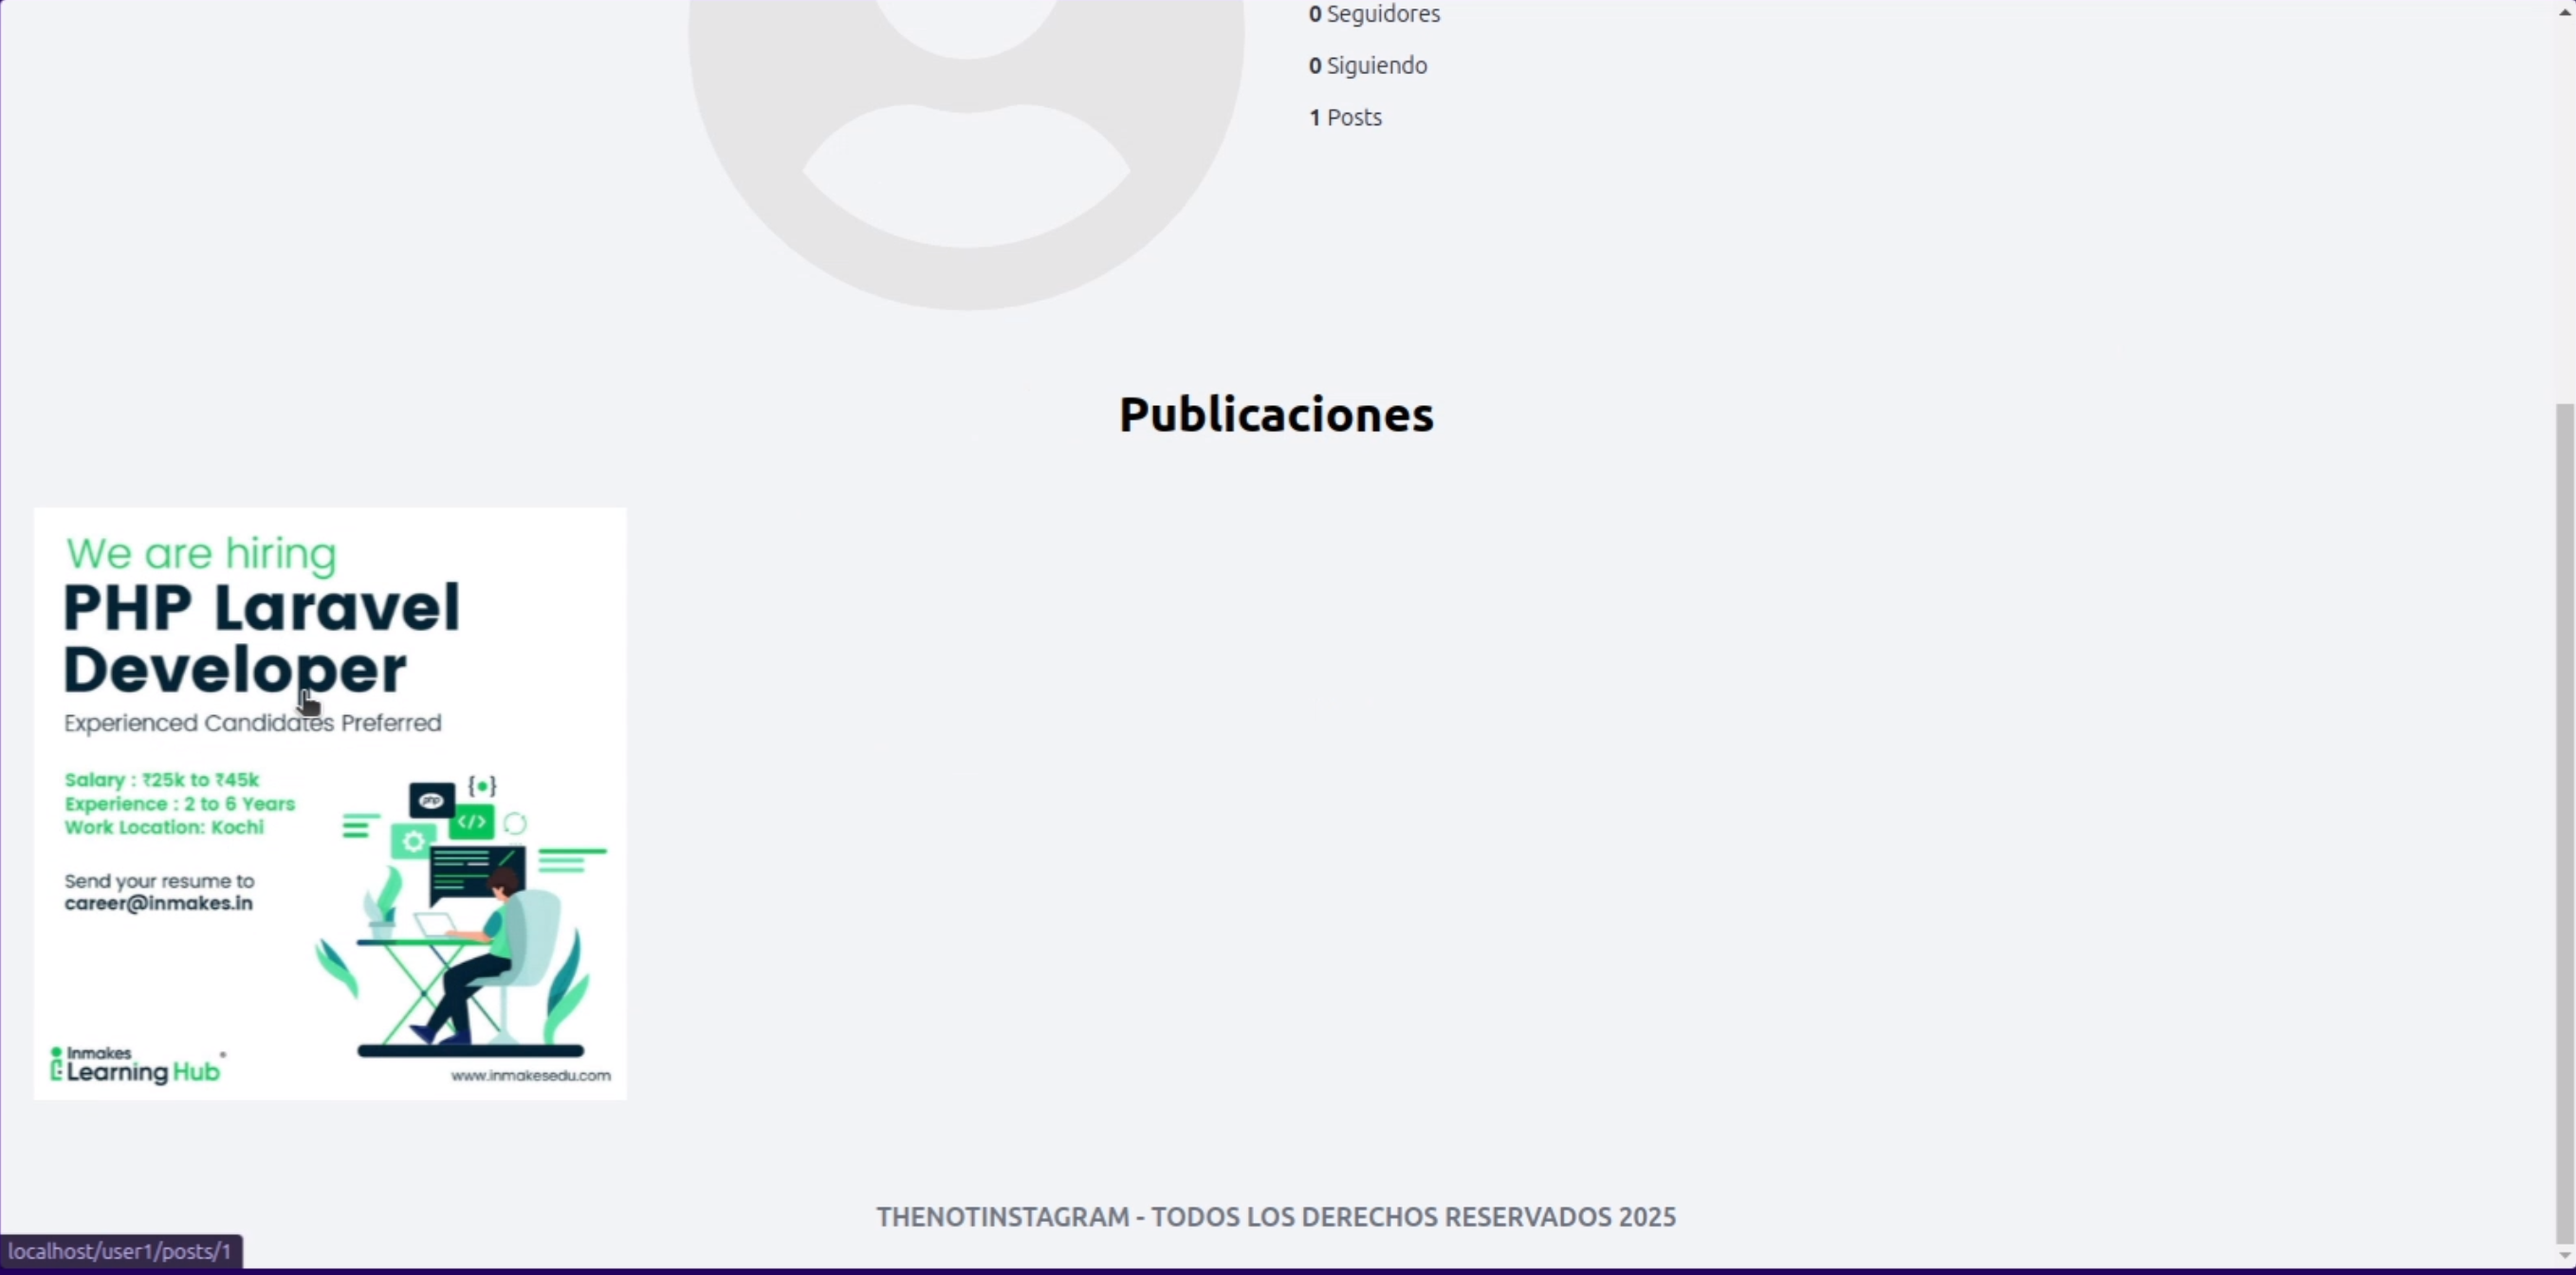 0 Seguidores
0 Siguiendo
1 Posts
Publicaciones
We are hiring
PHP Laravel
Developer
Experienced Candidates Preferred
Salary : ₹25k to ₹45k
Experience : 2 to 6 Years
Work Location: Kochi
php
{•}
</>
Send your resume to
career@inmakes.in
Inmakes
Learning Hub
www.inmakesedu.com
THENOTINSTAGRAM - TODOS LOS DERECHOS RESERVADOS 2025
localhost/user1/posts/1